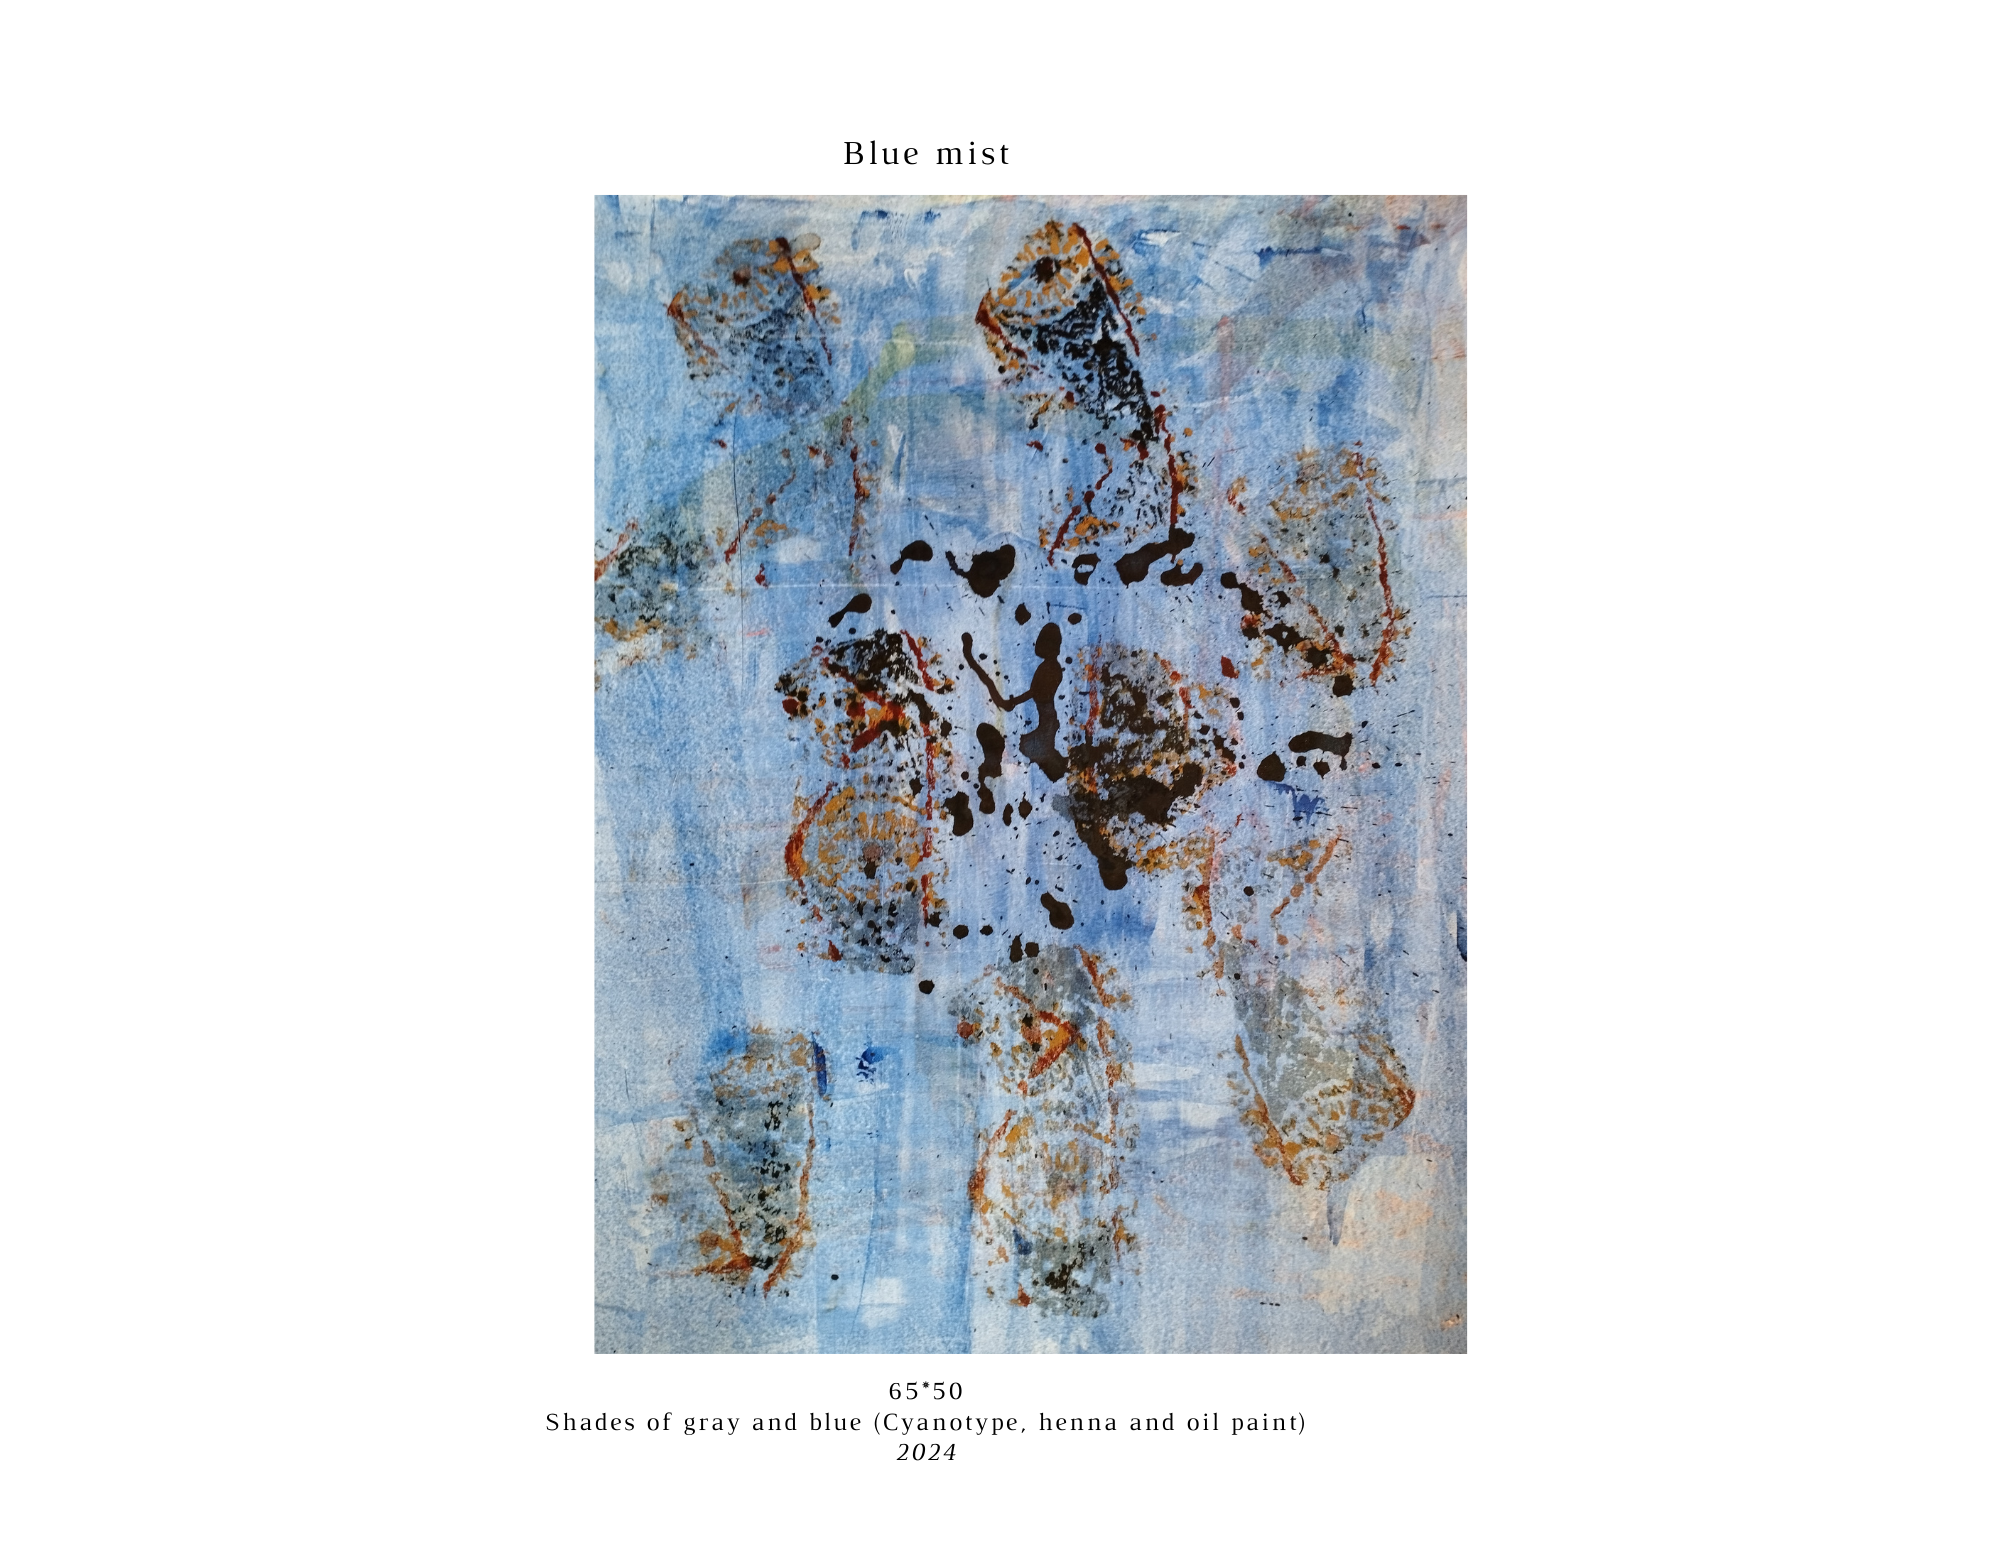 Blue mist
65*50
Shades of gray and blue (Cyanotype, henna and oil paint)
2024